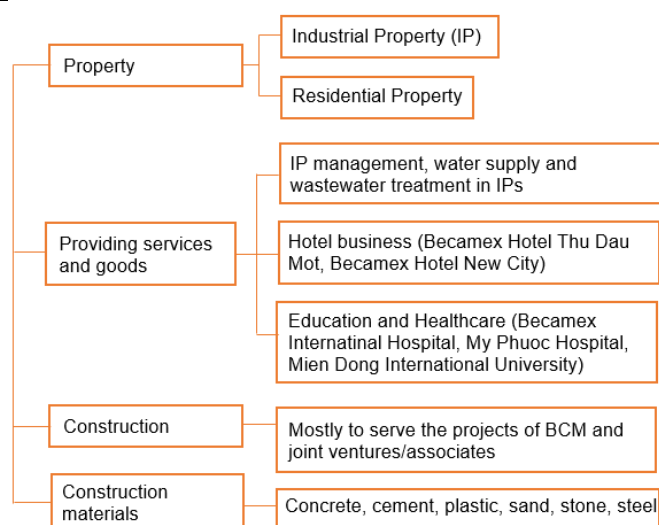 Industrial Property (IP)
Property
Residential Property
IP management, water supply and
wastewater treatment in IPs
Providing services
and goods
Hotel business (Becamex Hotel Thu Dau
Mot, Becamex Hotel New City)
Education and Healthcare (Becamex
Internatinal Hospital, My Phuoc Hospital,
Mien Dong International University)
Construction
Mostly to serve the projects of BCM and
joint ventures/associates
Construction
materials
Concrete, cement, plastic, sand, stone, steel